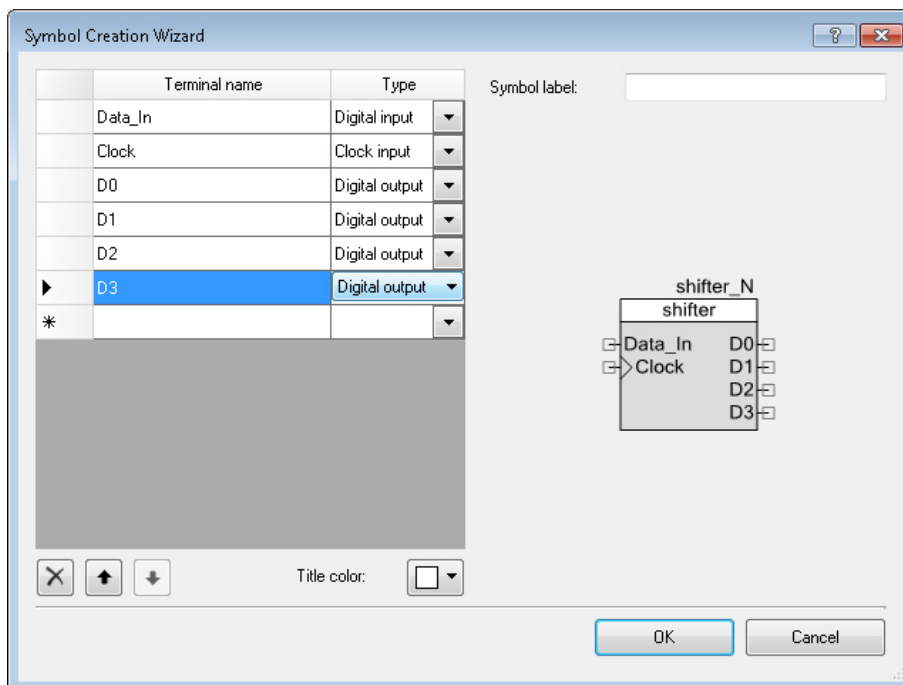 Symbol Creation Wizard
Terminal name Type
Data_In Digital input
Clock Clock input
D0 Digital output
D1 Digital output
D2 Digital output
D3 Digital output
Symbol label:
shifter_N
shifter
Data_In D0
Clock D1
D2
D3
Title color:
OK Cancel